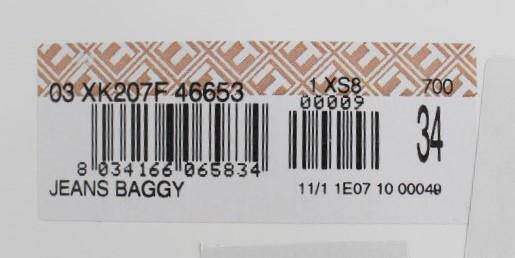 03 XK207F 46653 1 XS8 700
00009
34
8 034166 065834
JEANS BAGGY 11/1 1E07 10 00049